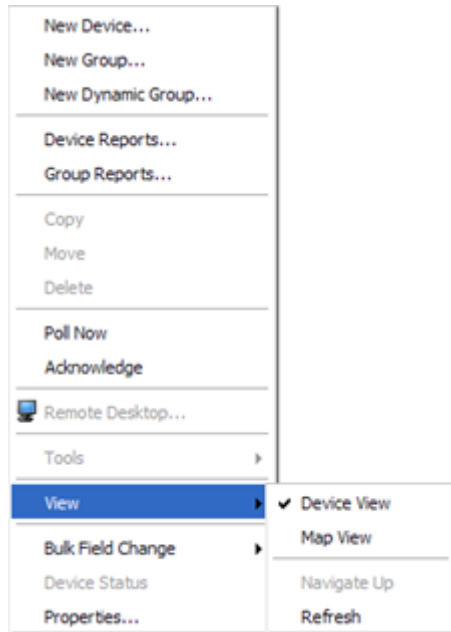 New Device...
New Group...
New Dynamic Group...
Device Reports...
Group Reports...
Copy
Move
Delete
Poll Now
Acknowledge
Remote Desktop...
Tools
View
Device View
Map View
Navigate Up
Refresh
Bulk Field Change
Device Status
Properties...